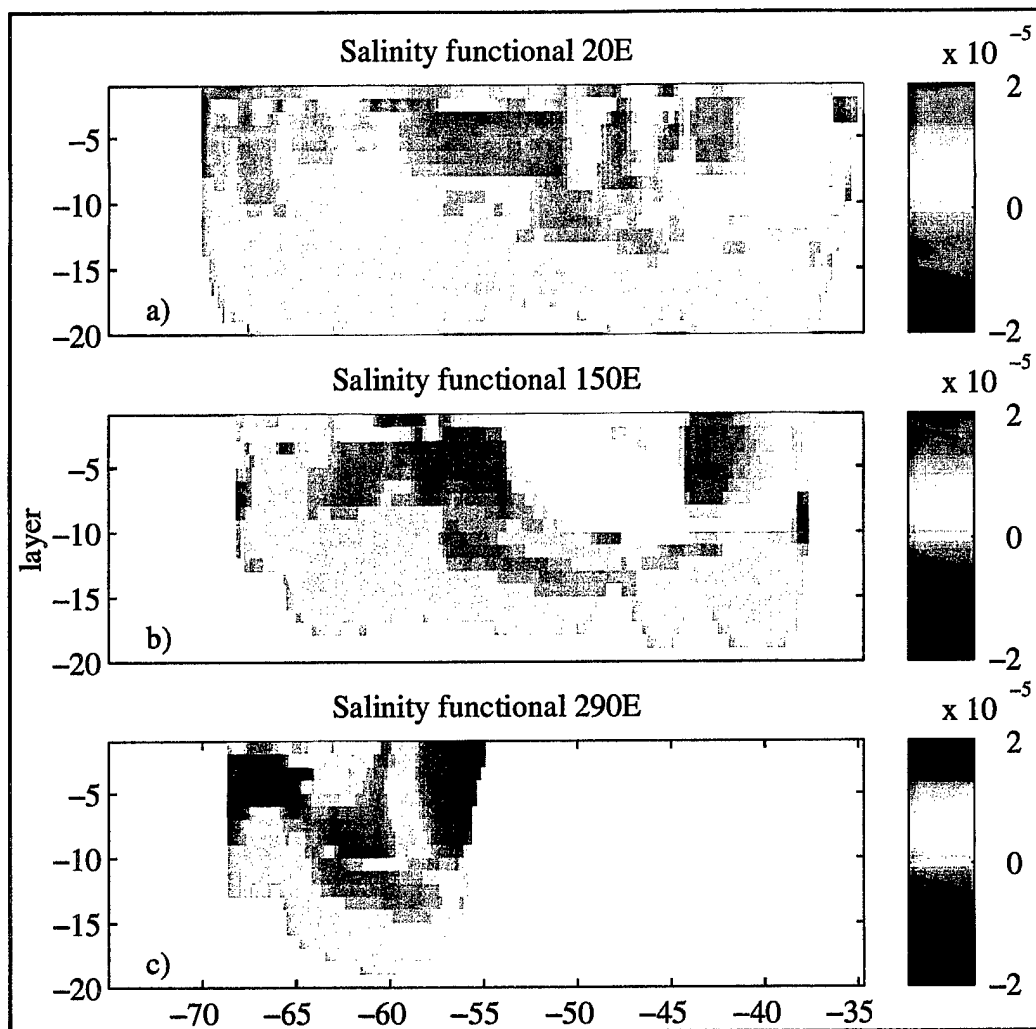 Salinity functional 20E
x 10 −5
2
0
−2
−5
−10
−15
−20
a)
Salinity functional 150E
x 10 −5
2
0
−2
−5
−10
−15
−20
layer
b)
Salinity functional 290E
x 10 −5
2
0
−2
−5
−10
−15
−20
c)
−70 −65 −60 −55 −50 −45 −40 −35